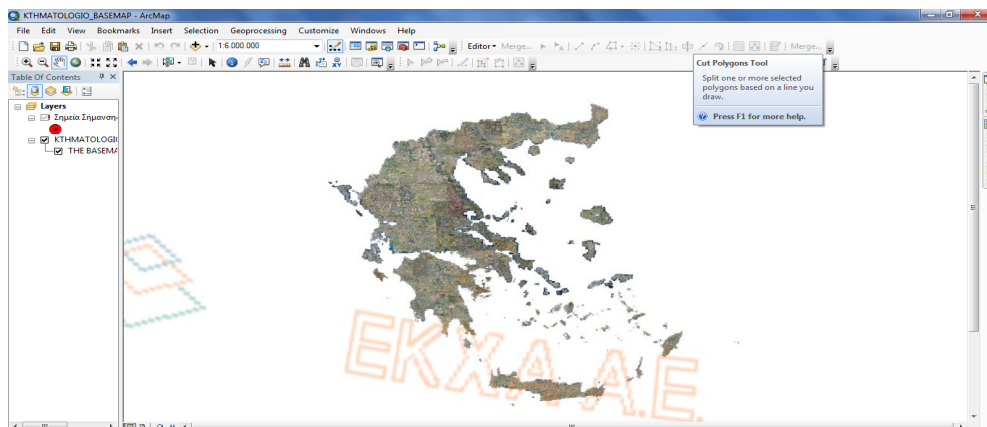 KTHMATOLOGIO_BASEMAP - ArcMap
File Edit View Bookmarks Insert Selection Geoprocessing Customize Windows Help
1:6.000.000
Editor Merge...
Merge...
Table Of Contents
Layers
Σημεία Σήμανση
KTHMATOLOGI
THE BASEMA
Cut Polygons Tool
Split one or more selected
polygons based on a line you
draw.
Press F1 for more help.
EKXA A.E.